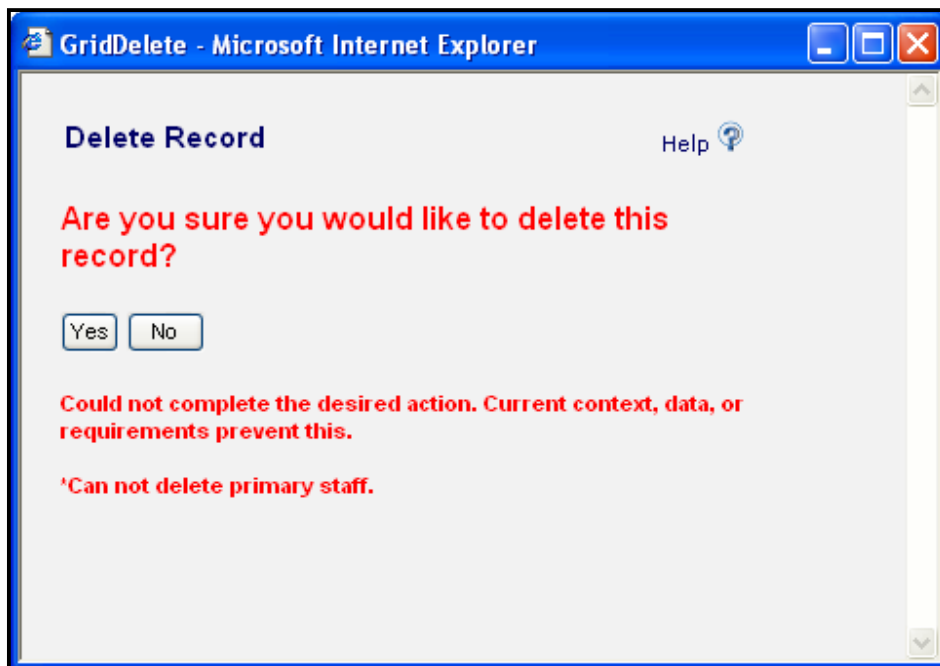 GridDelete - Microsoft Internet Explorer
Delete Record
Help
Are you sure you would like to delete this
record?
Yes No
Could not complete the desired action. Current context, data, or
requirements prevent this.
*Can not delete primary staff.